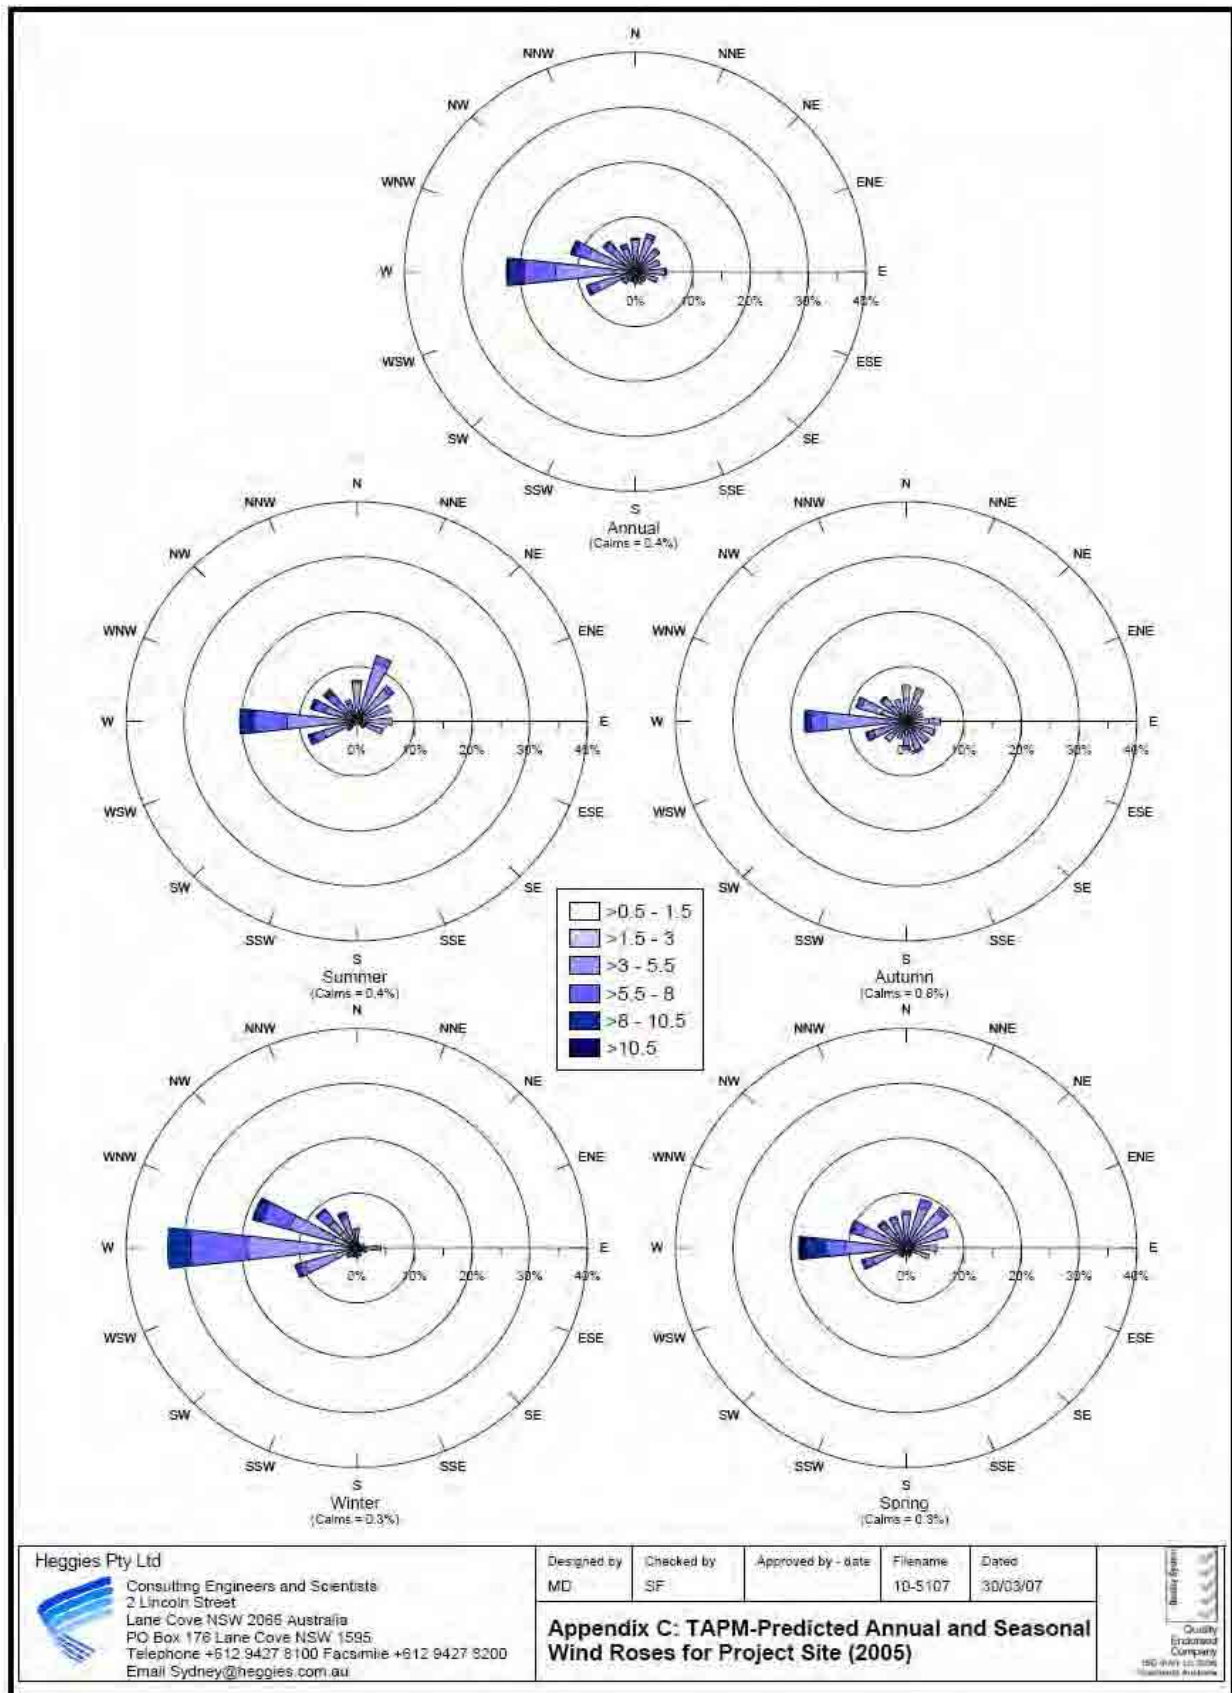 N
NNW
NNE
NW
NE
WNW
ENE
W
E
0%
10%
20%
30%
40%
WSW
ESE
SW
SE
SSW
SSE
S
Annual
(Calms = 0.4%)
N
NNW
NNE
NW
NE
WNW
ENE
W
E
0%
10%
20%
30%
40%
WSW
ESE
SW
SE
SSW
SSE
S
Summer
(Calms = 0.4%)
N
NNW
NNE
NW
NE
WNW
ENE
W
E
0%
10%
20%
30%
40%
WSW
ESE
SW
SE
SSW
SSE
S
Autumn
(Calms =
>0.5 - 1.5
>1.5 - 3
>3 - 5.5
>5.5 - 8
>8 - 10.5
>10.5
N
NNW
NNE
NW
NE
WNW
ENE
W
E
0%
10%
20%
30%
40%
WSW
ESE
SW
SE
SSW
SSE
S
Winter
(Calms = 0.3%)
N
NNW
NNE
NW
NE
WNW
ENE
W
E
0%
10%
20%
30%
40%
WSW
ESE
SW
SE
SSW
SSE
S
Spring
(Calms = 0.3%)
Heggies Pty Ltd
Consulting Engineers and Scientists
2 Lincoln Street
Lane Cove NSW 2066 Australia
PO Box 176 Lane Cove NSW 1595
Telephone +612 9427 8100 Facsimile +612 9427 8200
Email Sydney@heggies.com.au
Designed by
MD
Checked by
SF
Approved by - date
Filename
10-5107
Dated
30/03/07
Appendix C: TAPM-Predicted Annual and Seasonal
Wind Roses for Project Site (2005)
Quality System
Quality
Endorsed
Company